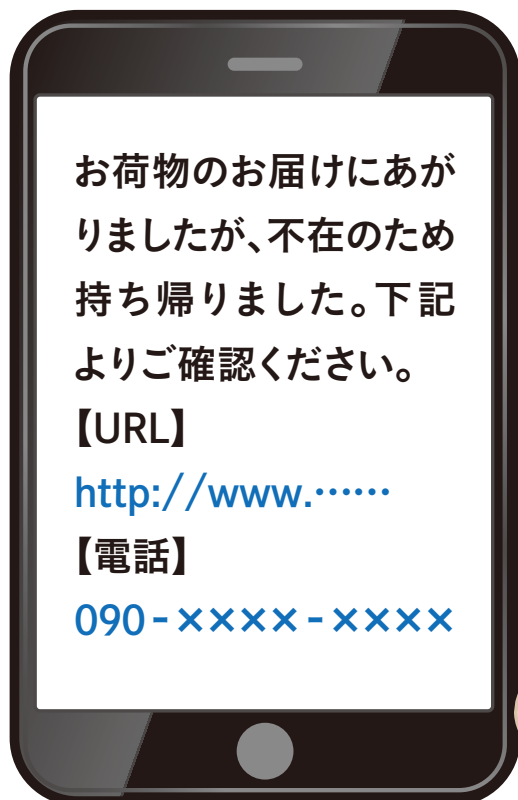 お荷物のお届けにあが
りましたが、不在のため
持ち帰りました。下記
よりご確認ください。
【URL】
http://www.……
【電話】
090-××××-××××